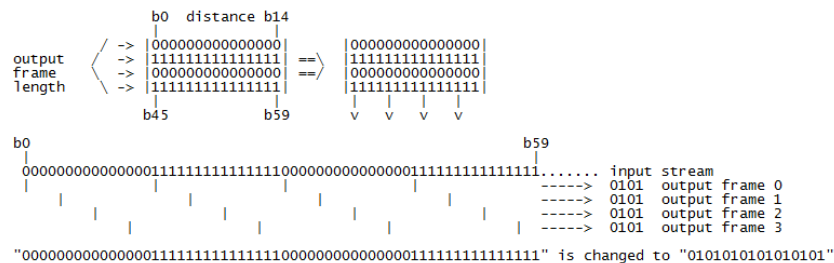 b0 distance b14
| |
/ -> |000000000000000| |000000000000000|
output / -> |111111111111111| ==\ |111111111111111|
frame \ -> |000000000000000| ==/ |000000000000000|
length \ -> |111111111111111| |111111111111111|
| | | | | |
b45 b59 v v v v
b0 b59
| |
000000000000000111111111111111000000000000000111111111111111....... input stream
| | | | -----> 0101 output frame 0
| | | | -----> 0101 output frame 1
| | | | -----> 0101 output frame 2
| | | | -----> 0101 output frame 3
"000000000000000111111111111111000000000000000111111111111111" is changed to "0101010101010101"